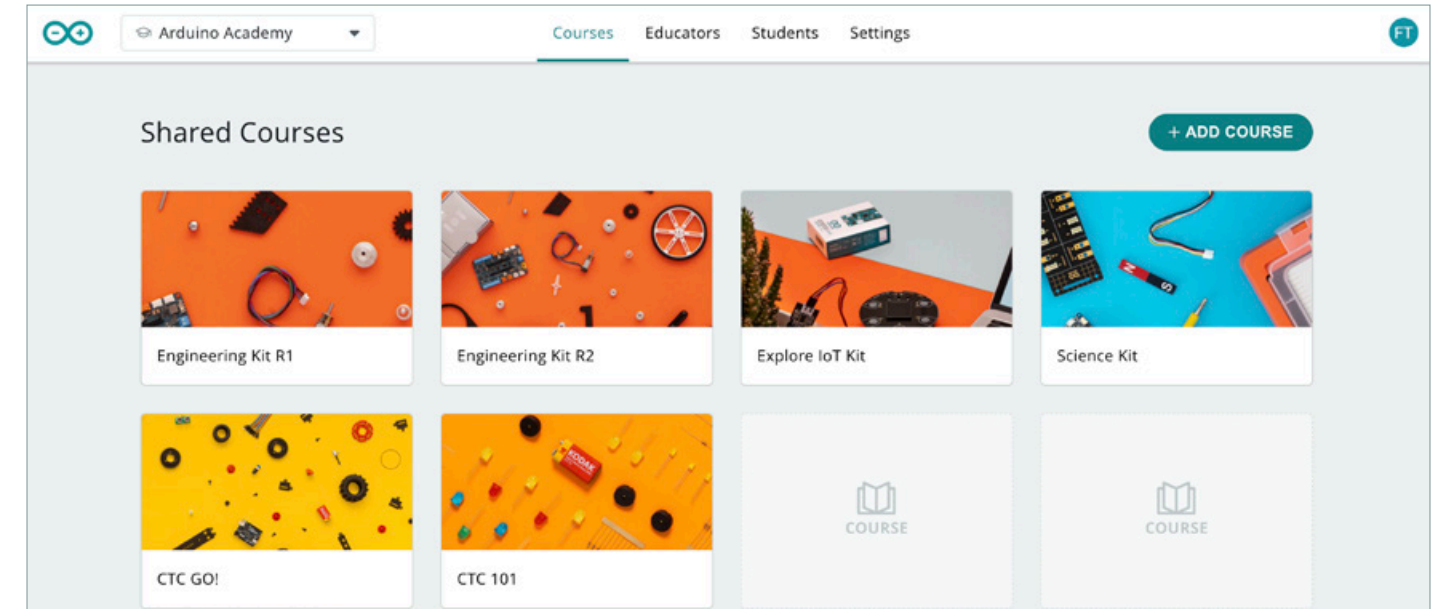 Arduino Academy
Courses Educators Students Settings
FT
Shared Courses
+ ADD COURSE
N
S
Engineering Kit R1
Engineering Kit R2
Explore IoT Kit
Science Kit
KODAK
CTC GO!
CTC 101
COURSE
COURSE